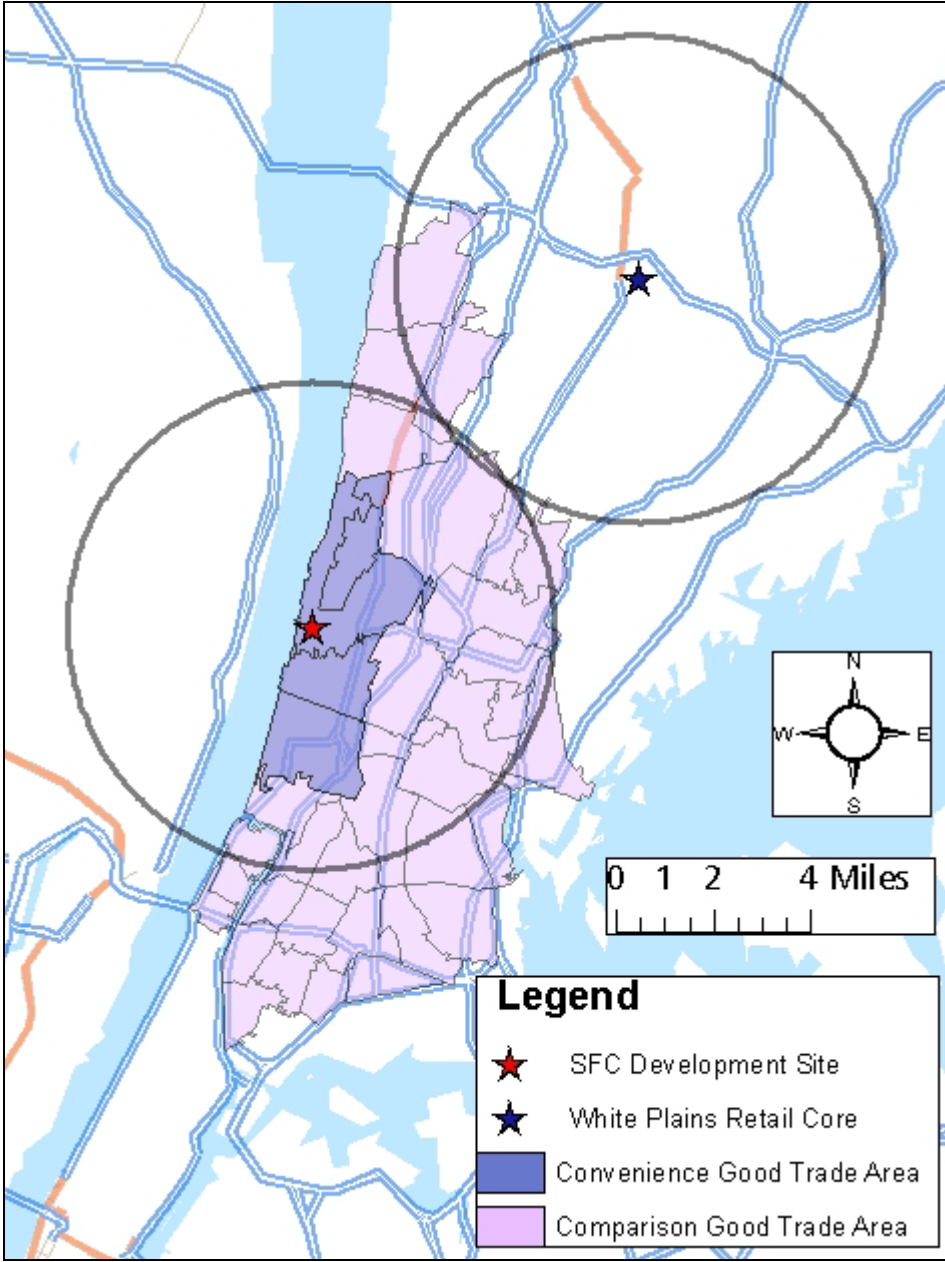 N
W E
S
0 1 2 4 Miles
Legend
SFC Development Site
White Plains Retail Core
Convenience Good Trade Area
Comparison Good Trade Area